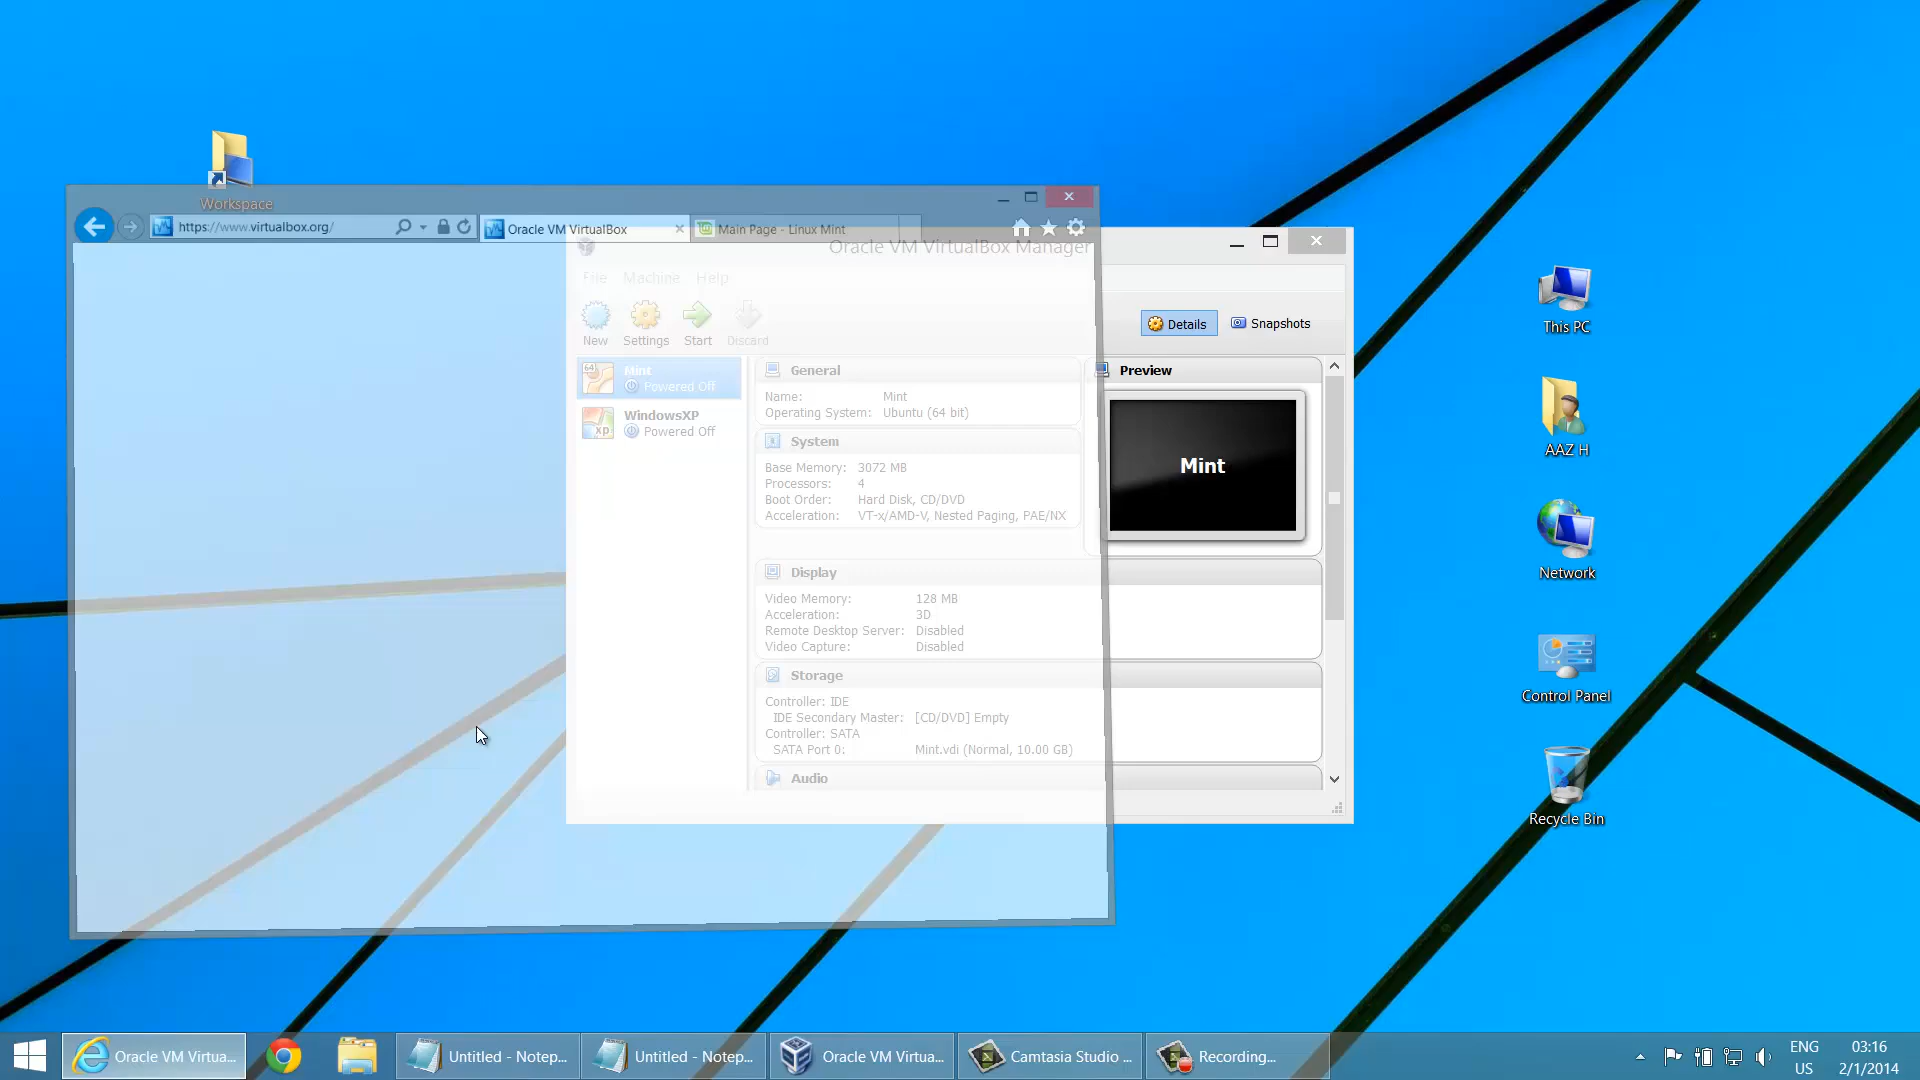 Workspace
https://www.virtualbox.org/
Oracle VM VirtualBox
Main Page - Linux Mint
Oracle VM VirtualBox Manager
File Machine Help
New Settings Start Discard
Details Snapshots
64
Mint
Powered Off
xp
WindowsXP
Powered Off
General
Name: Mint
Operating System: Ubuntu (64 bit)
System
Base Memory: 3072 MB
Processors: 4
Boot Order: Hard Disk, CD/DVD
Acceleration: VT-x/AMD-V, Nested Paging, PAE/NX
Preview
Mint
Display
Video Memory: 128 MB
Acceleration: 3D
Remote Desktop Server: Disabled
Video Capture: Disabled
Storage
Controller: IDE
IDE Secondary Master: [CD/DVD] Empty
Controller: SATA
SATA Port 0: Mint.vdi (Normal, 10.00 GB)
Audio
This PC
AAZ H
Network
Control Panel
Recycle Bin
Oracle VM Virtua...
Untitled - Notep...
Untitled - Notep...
Oracle VM Virtua...
Camtasia Studio ...
Recording...
ENG
US
03:16
2/1/2014